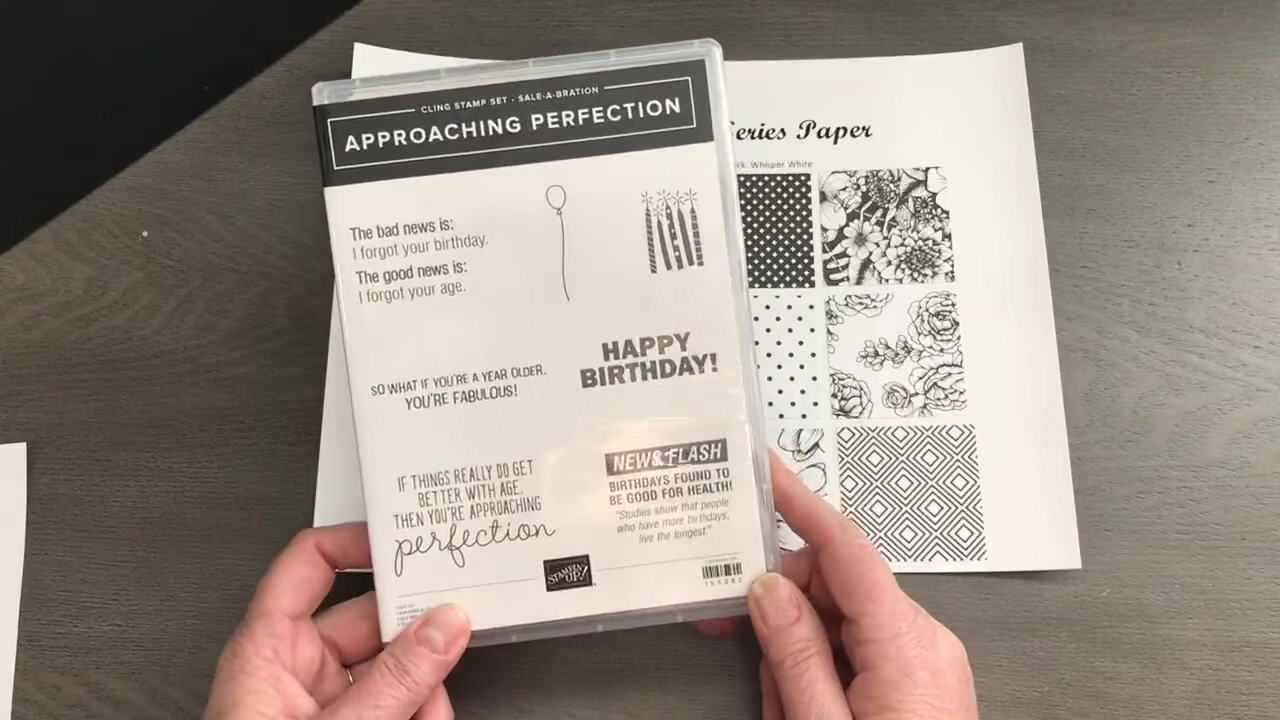 CLING STAMP SET • SALE-A-BRATION
APPROACHING PERFECTION
The bad news is:
I forgot your birthday.
The good news is:
I forgot your age.
SO WHAT IF YOU'RE A YEAR OLDER.
YOU'RE FABULOUS!
HAPPY
BIRTHDAY!
IF THINGS REALLY DO GET
BETTER WITH AGE,
THEN YOU'RE APPROACHING
perfection
NEWS FLASH
BIRTHDAYS FOUND TO
BE GOOD FOR HEALTH!
"Studies show that people
who have more birthdays,
live the longest."
STAMPIN'
UP!
155282
Series Paper
Whisper White